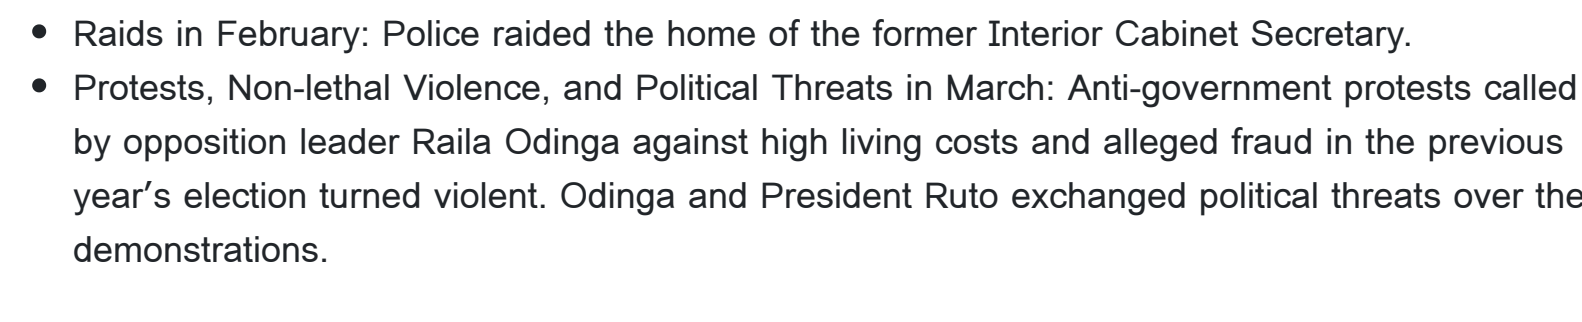 • Raids in February: Police raided the home of the former Interior Cabinet Secretary.
• Protests, Non-lethal Violence, and Political Threats in March: Anti-government protests called
by opposition leader Raila Odinga against high living costs and alleged fraud in the previous
year′s election turned violent. Odinga and President Ruto exchanged political threats over the
demonstrations.